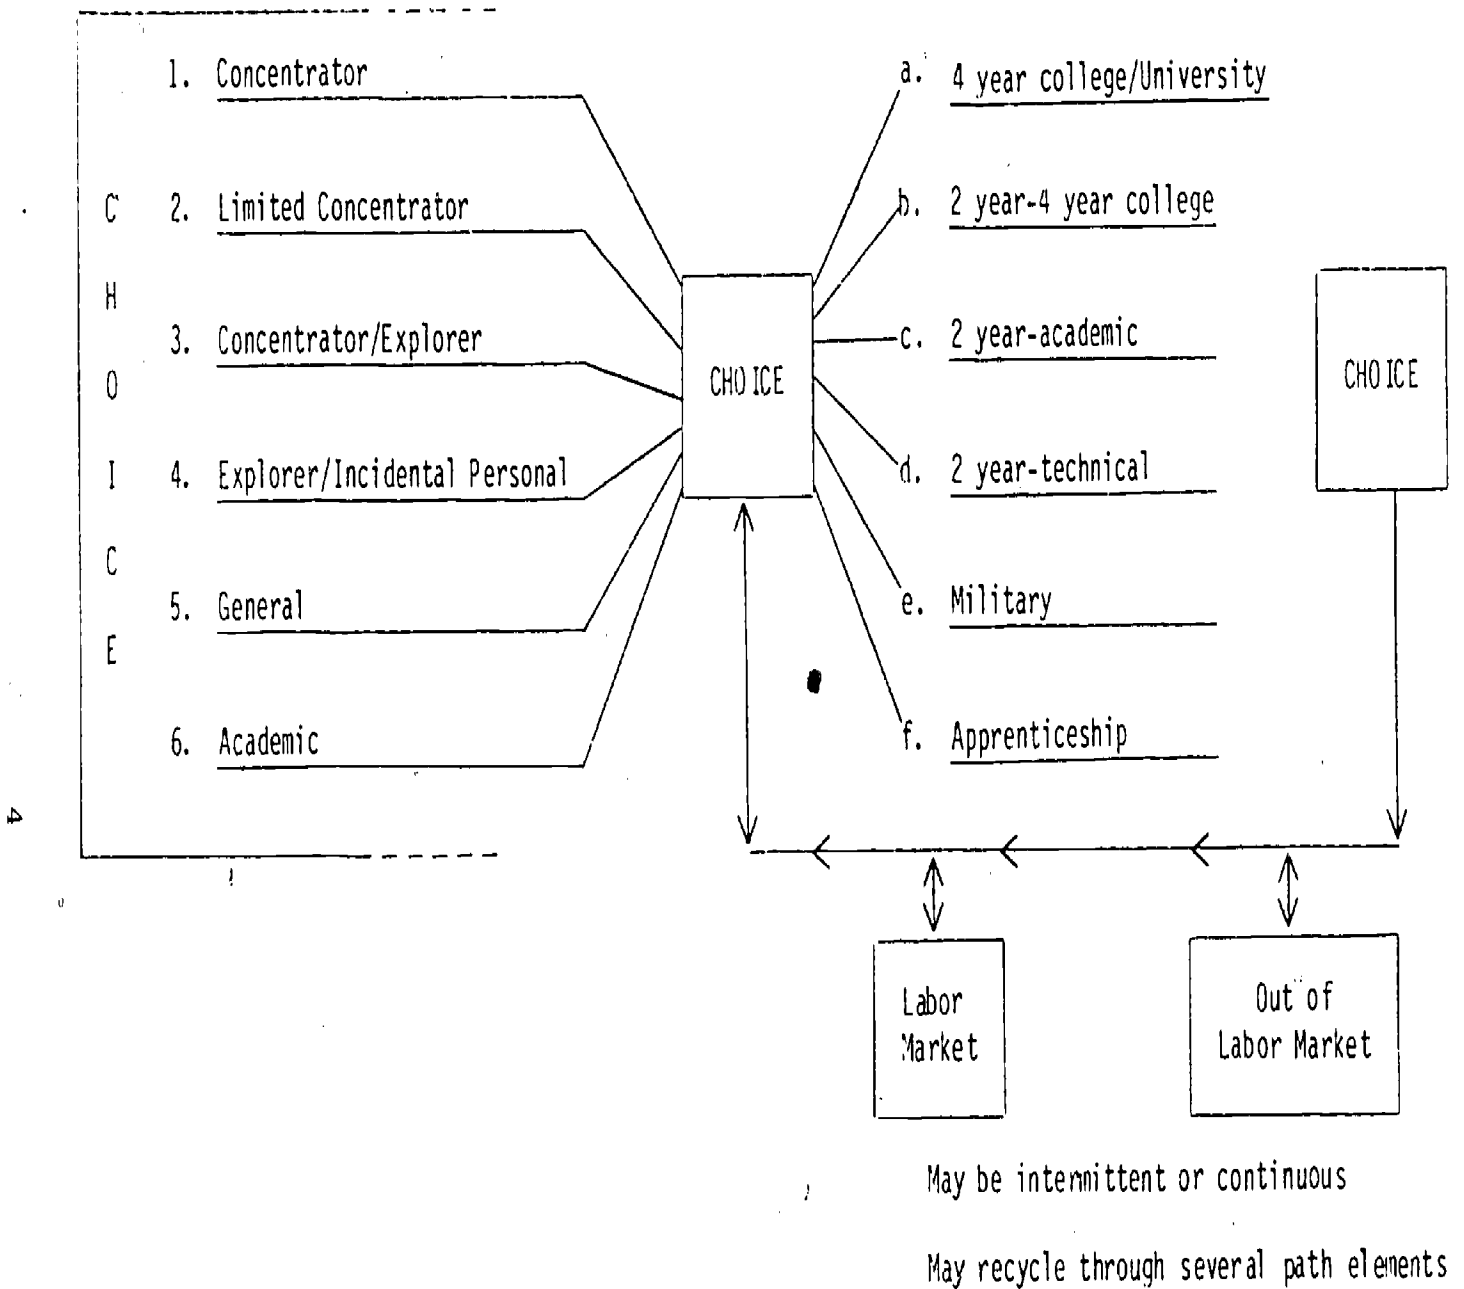 CHOICE
1. Concentrator
2. Limited Concentrator
3. Concentrator/Explorer
4. Explorer/Incidental Personal
5. General
6. Academic
CHOICE
a. 4 year college/University
b. 2 year-4 year college
c. 2 year-academic
d. 2 year-technical
e. Military
f. Apprenticeship
CHOICE
Labor
Market
Out of
Labor Market
May be intermittent or continuous
May recycle through several path elements
4